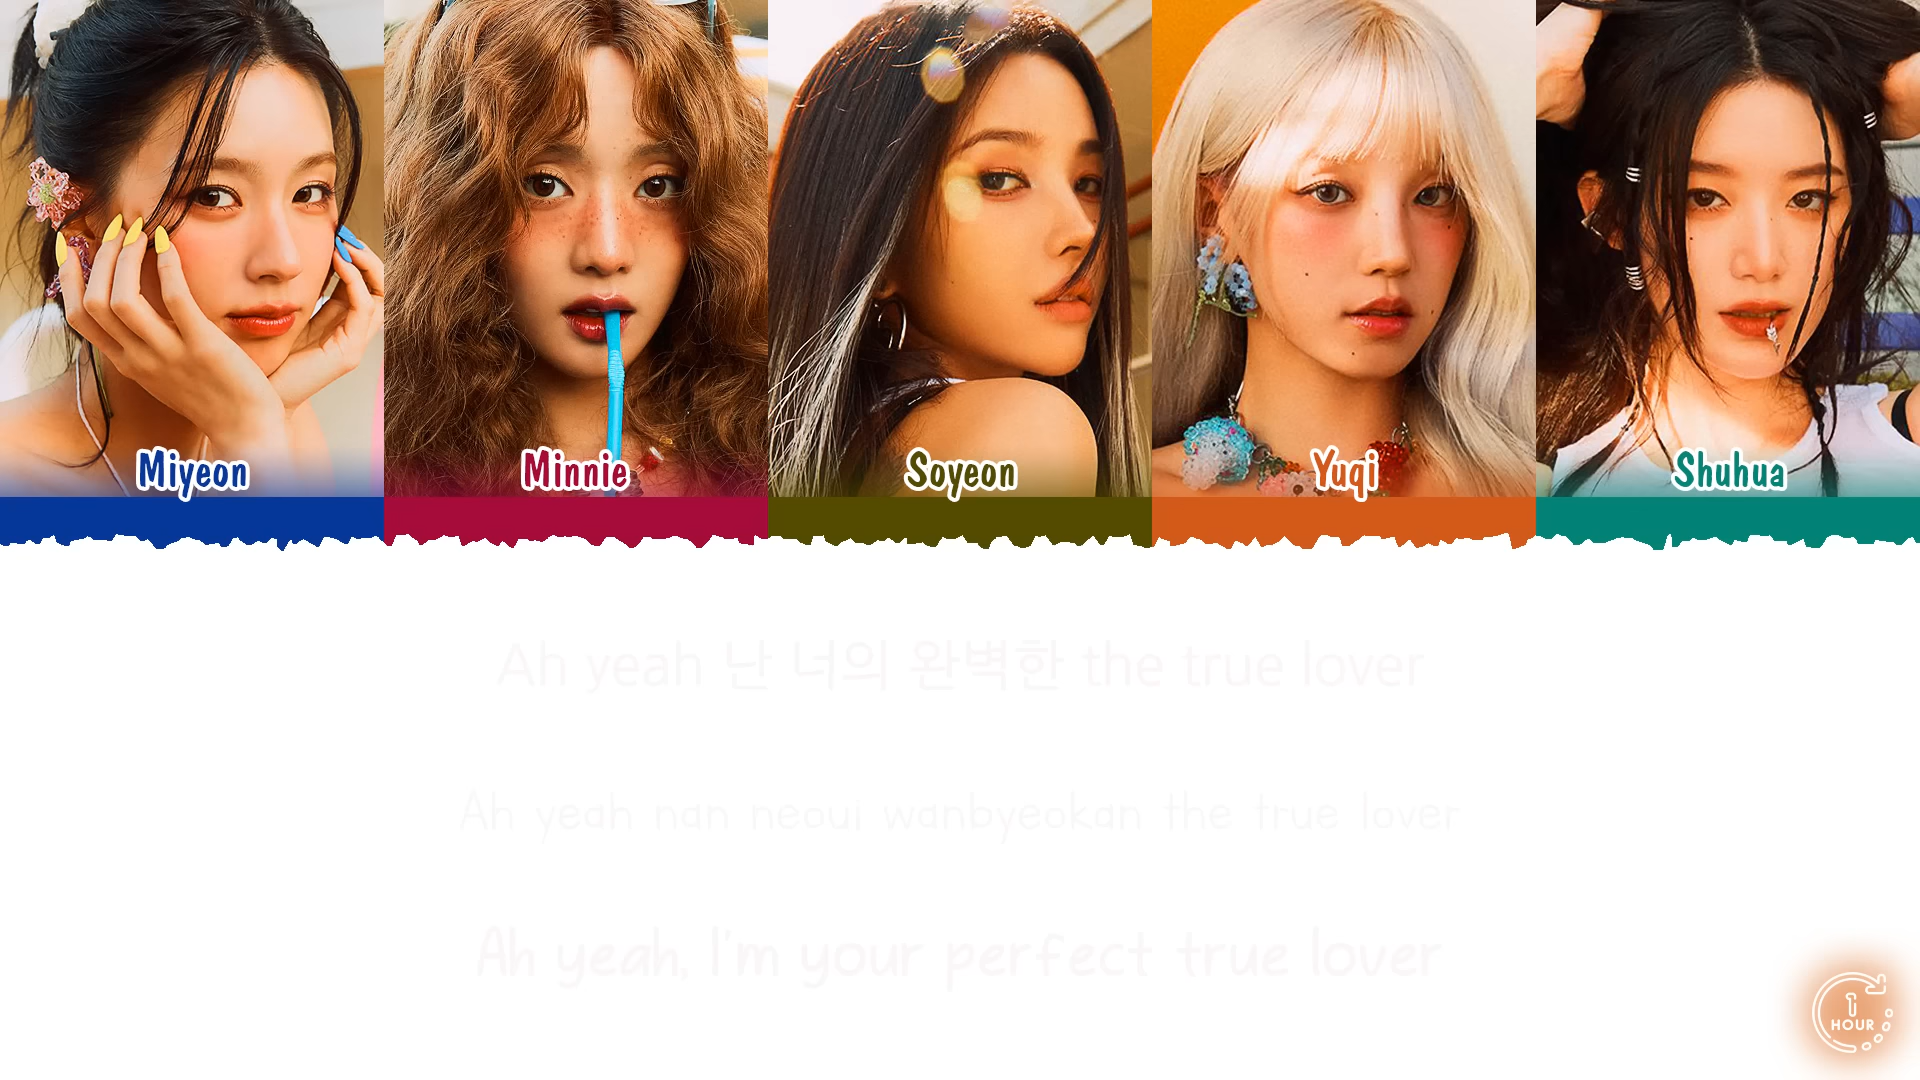 Miyeon
Minnie
Soyeon
Yuqi
Shuhua
Ah yeah 난 너의 완벽한 the true lover
Ah yeah nan neoui wanbyeokan the true lover
Ah yeah, I'm your perfect true lover
1
HOUR